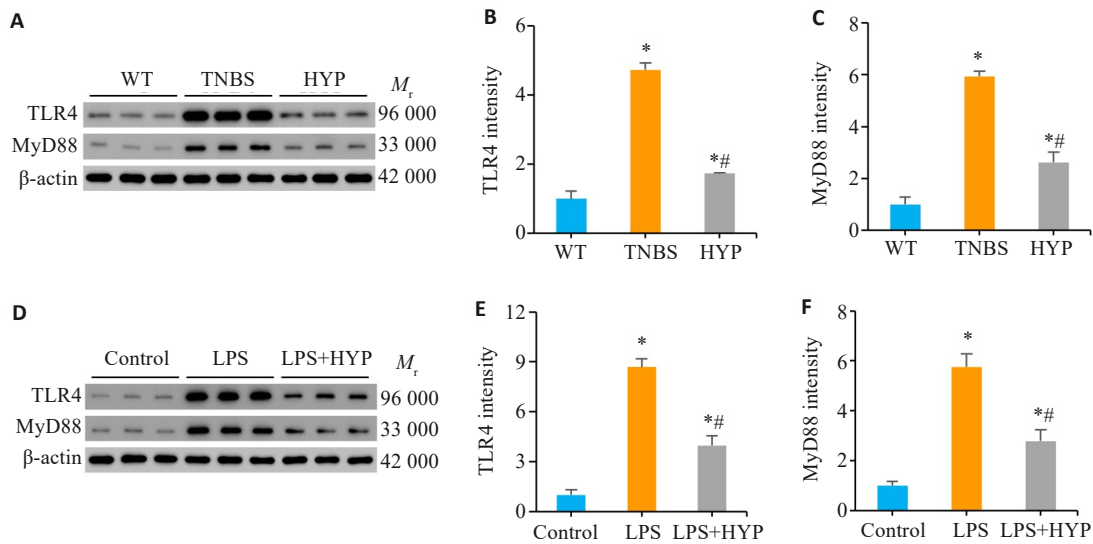 A
WT TNBS HYP Mr
TLR4 96 000
MyD88 33 000
β-actin 42 000
B
TLR4 intensity
6
4
2
0
*
*#
WT TNBS HYP
C
MyD88 intensity
8
6
4
2
0
*
*#
WT TNBS HYP
D
Control LPS LPS+HYP Mr
TLR4 96 000
MyD88 33 000
β-actin 42 000
E
TLR4 intensity
12
9
6
3
0
*
*#
Control LPS LPS+HYP
F
MyD88 intensity
8
6
4
2
0
*
*#
Control LPS LPS+HYP